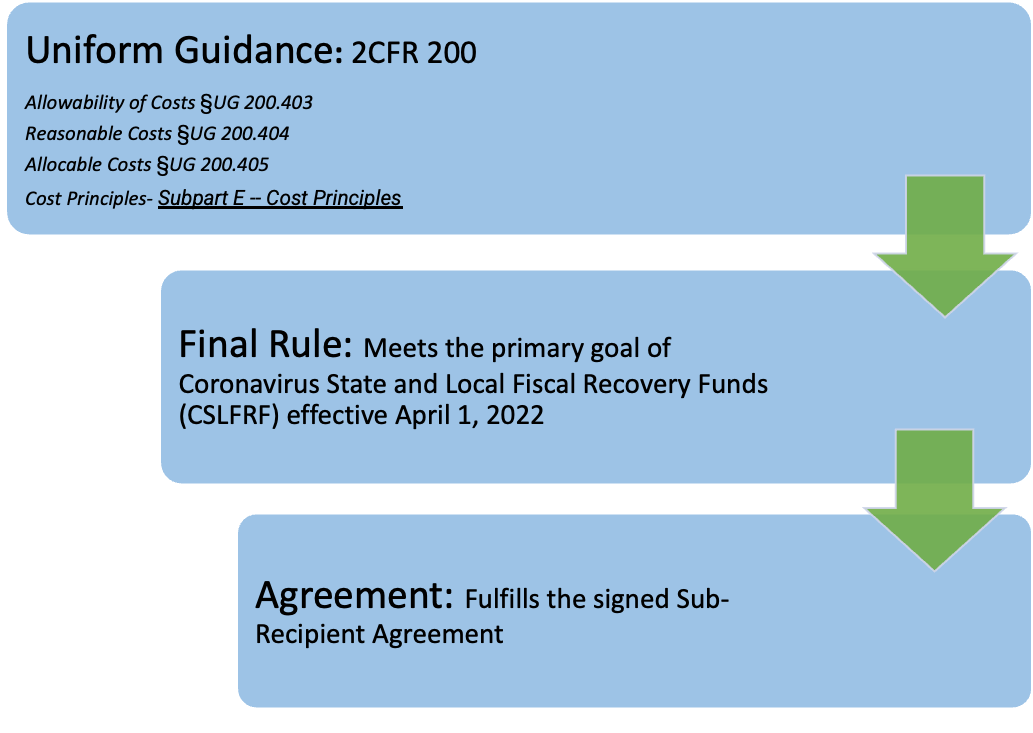 Uniform Guidance: 2CFR 200
Allowability of Costs §UG 200.403
Reasonable Costs §UG 200.404
Allocable Costs §UG 200.405
Cost Principles- Subpart E -- Cost Principles
Final Rule: Meets the primary goal of
Coronavirus State and Local Fiscal Recovery Funds
(CSLFRF) effective April 1, 2022
Agreement: Fulfills the signed Sub-
Recipient Agreement